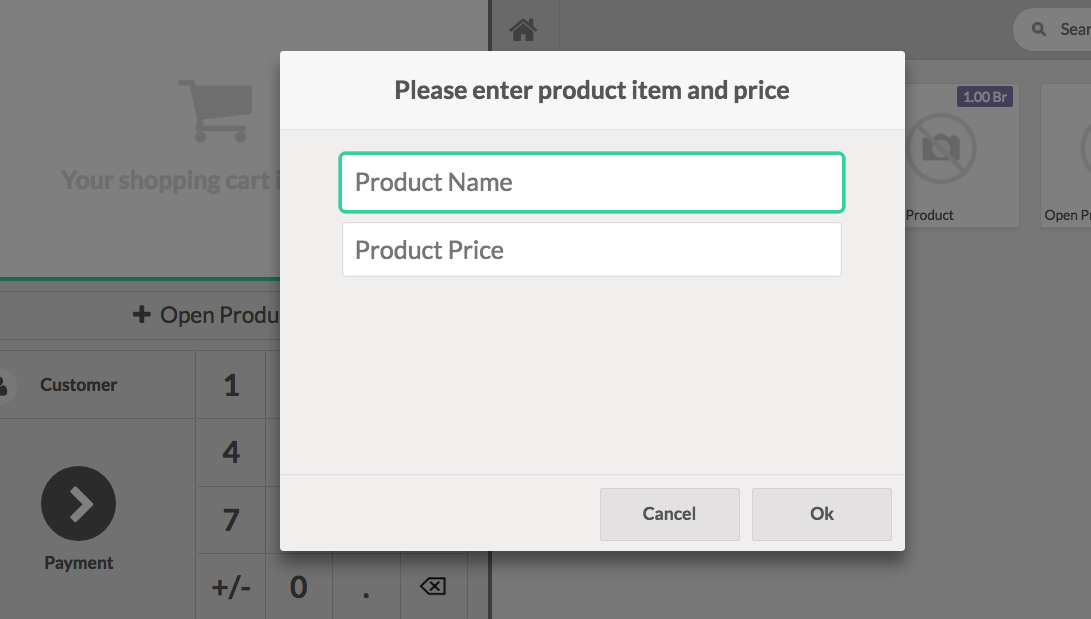 Sear
Please enter product item and price
1.00 Br
Your shopping cart i
Product Name
Product
Open Pr
Product Price
Open Produ
Customer
1
4
7
Payment
+/-
0
.
Cancel
Ok